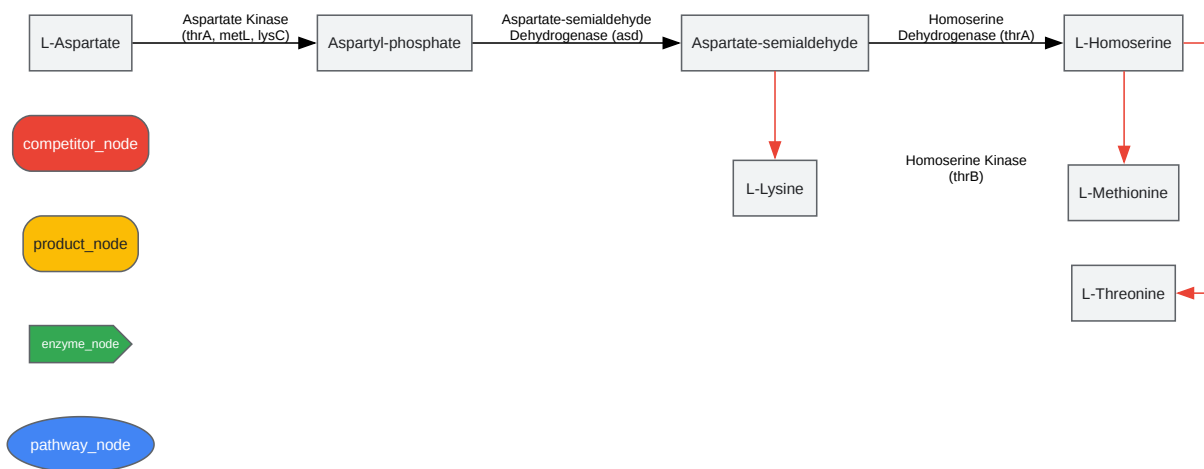 L-Aspartate
Aspartate Kinase
(thrA, metL, lysC)
Aspartyl-phosphate
Aspartate-semialdehyde
Dehydrogenase (asd)
Aspartate-semialdehyde
Homoserine
Dehydrogenase (thrA)
L-Homoserine
competitor_node
L-Lysine
Homoserine Kinase
(thrB)
L-Methionine
product_node
L-Threonine
enzyme_node
pathway_node